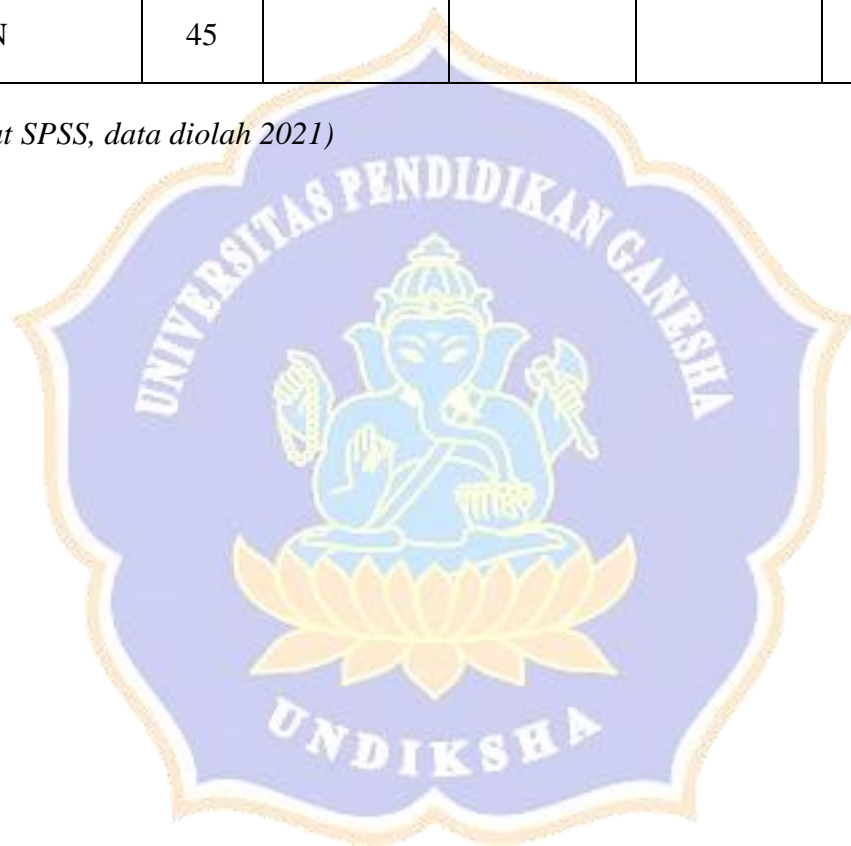 N 45
t SPSS, data diolah 2021)
UNIVERSITAS PENDIDIKAN GANESHA
UNDIKSHA